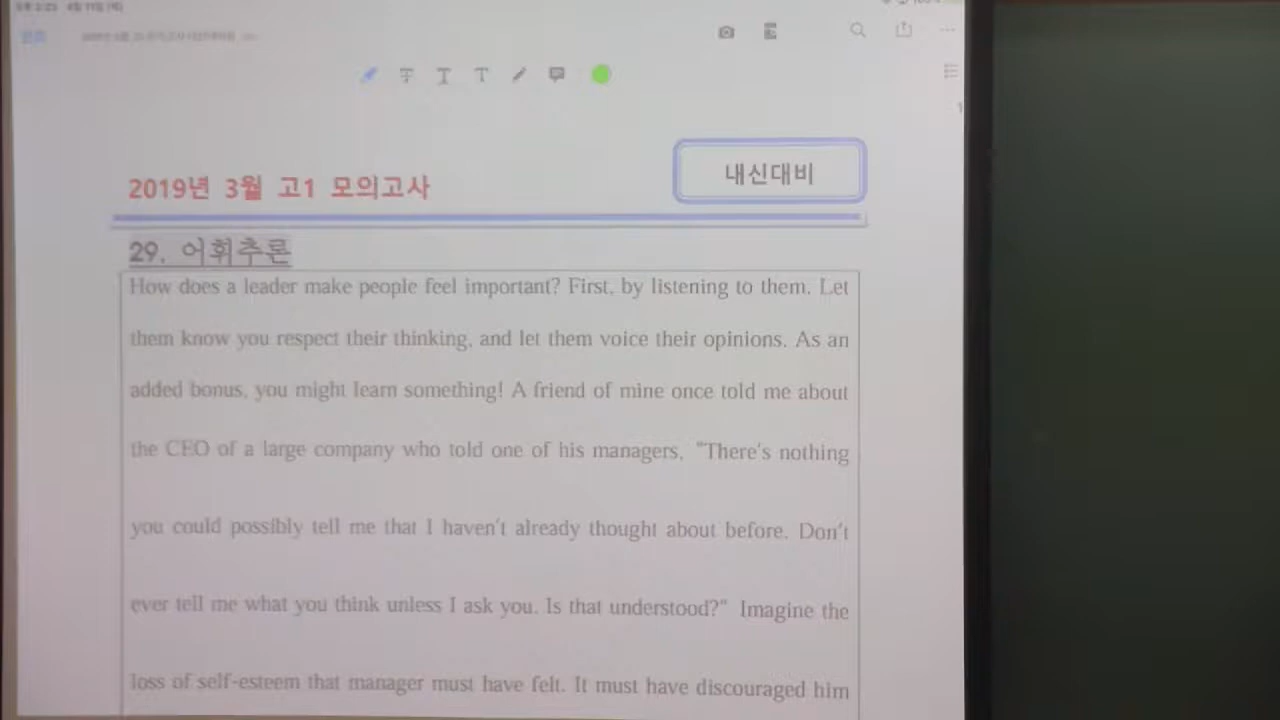 내신대비
2019년 3월 고1 모의고사
29. 어휘추론
How does a leader make people feel important? First, by listening to them. Let
them know you respect their thinking, and let them voice their opinions. As an
added bonus, you might learn something! A friend of mine once told me about
the CEO of a large company who told one of his managers, "There's nothing
you could possibly tell me that I haven't already thought about before. Don't
ever tell me what you think unless I ask you. Is that understood?" Imagine the
loss of self-esteem that manager must have felt. It must have discouraged him